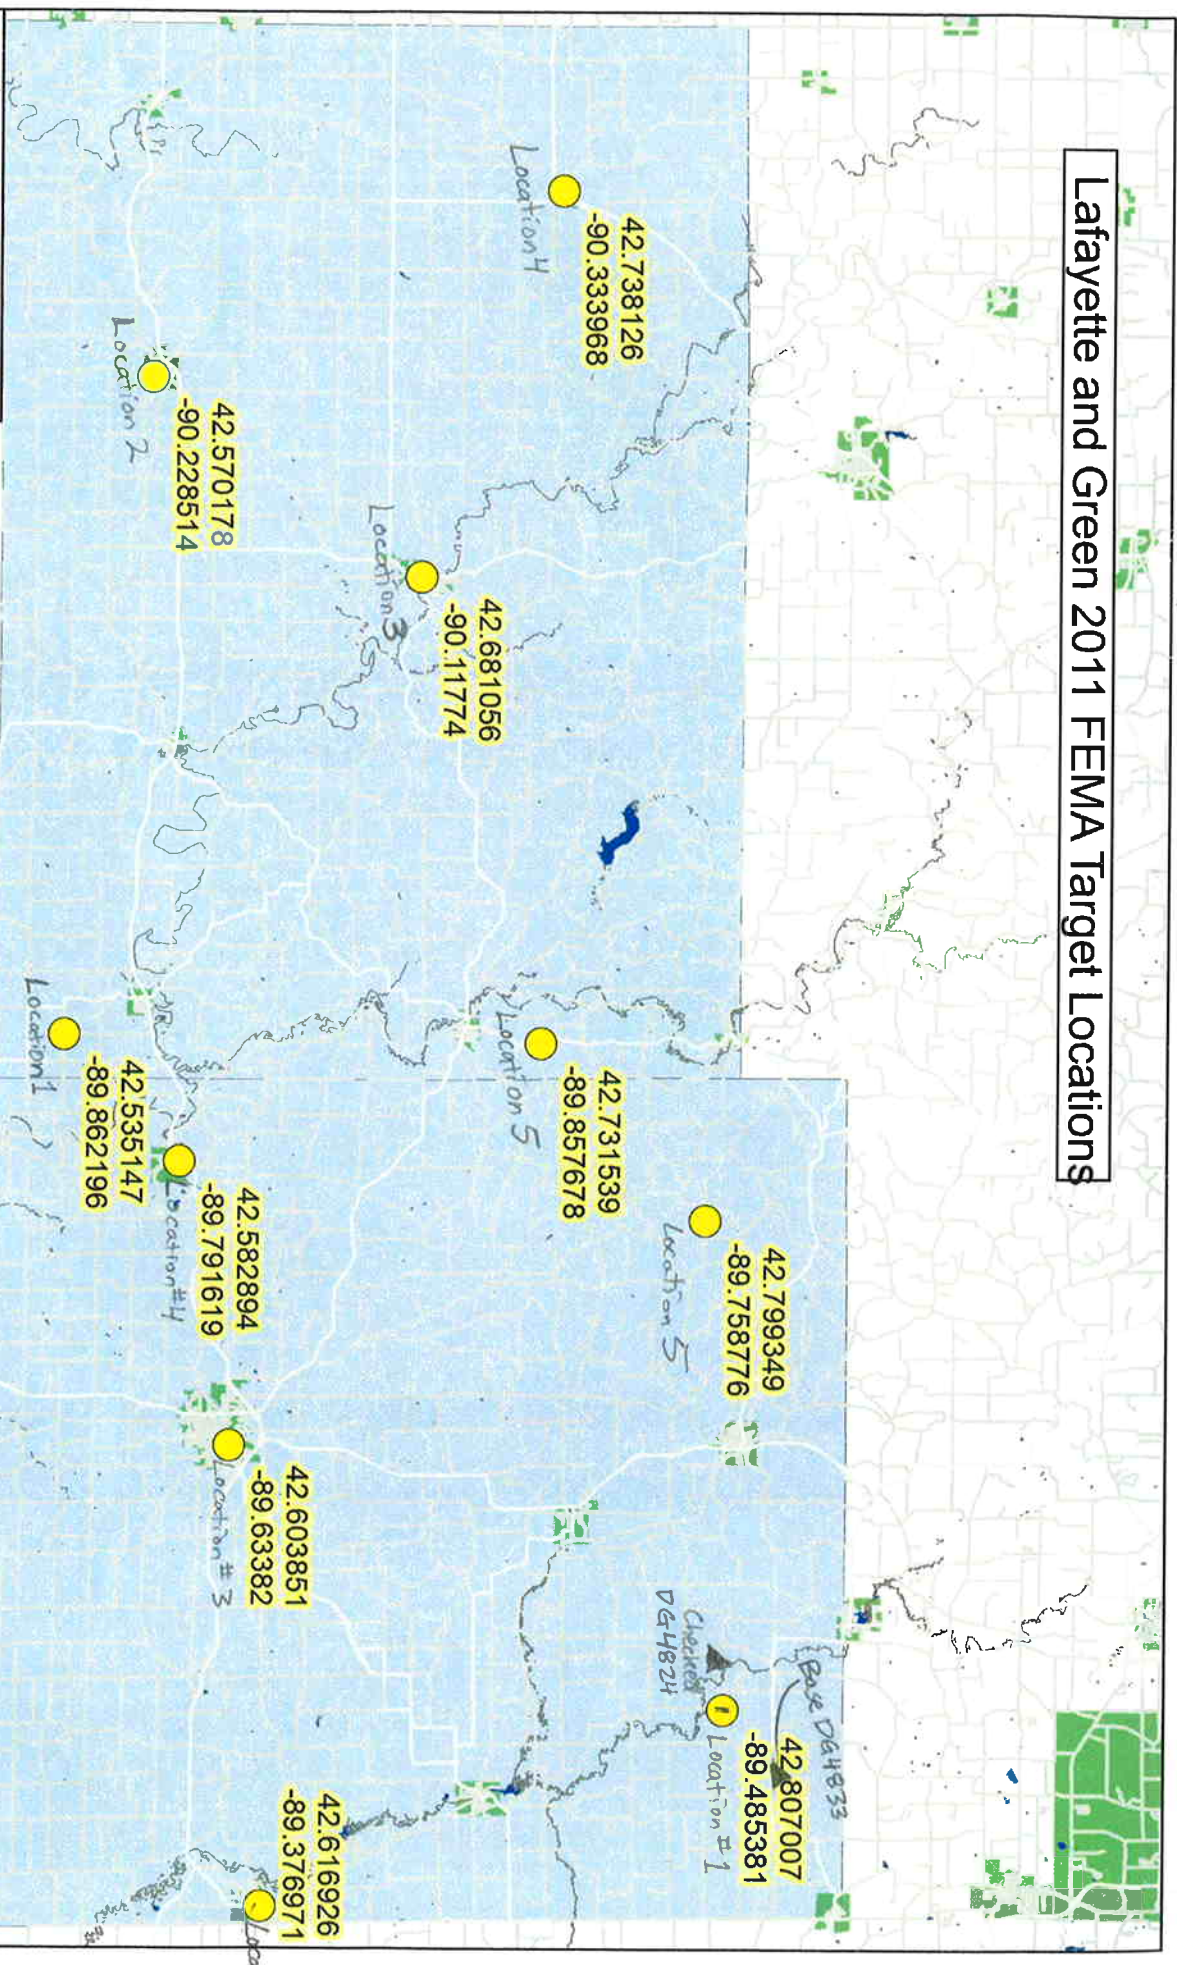 Lafayette and Green 2011 FEMA Target Locations
42.738126
-90.333968
Location 4
42.570178
-90.228514
Location 2
42.681056
-90.11774
Location 3
42.731539
-89.857678
Location 5
42.535147
-89.862196
Location 1
42.799349
-89.758776
Location 5
42.582894
-89.791619
Location #4
42.603851
-89.63382
Location # 3
Base DG4833
42.807007
-89.485381
Location # 1
Checked
DG4824
42.616926
-89.376971
Loca